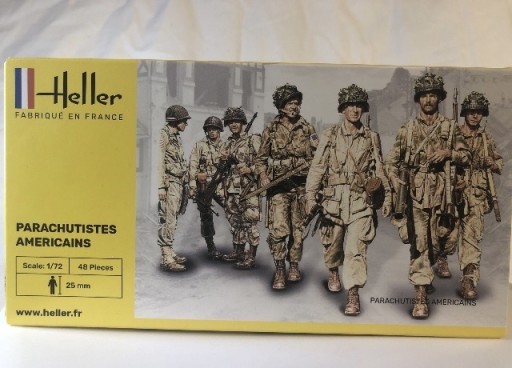 Heller
FABRIQUÉ EN FRANCE
PARACHUTISTES
AMERICAINS
Scale: 1/72
48 Pieces
25 mm
www.heller.fr
PARACHUTISTES AMERICAINS